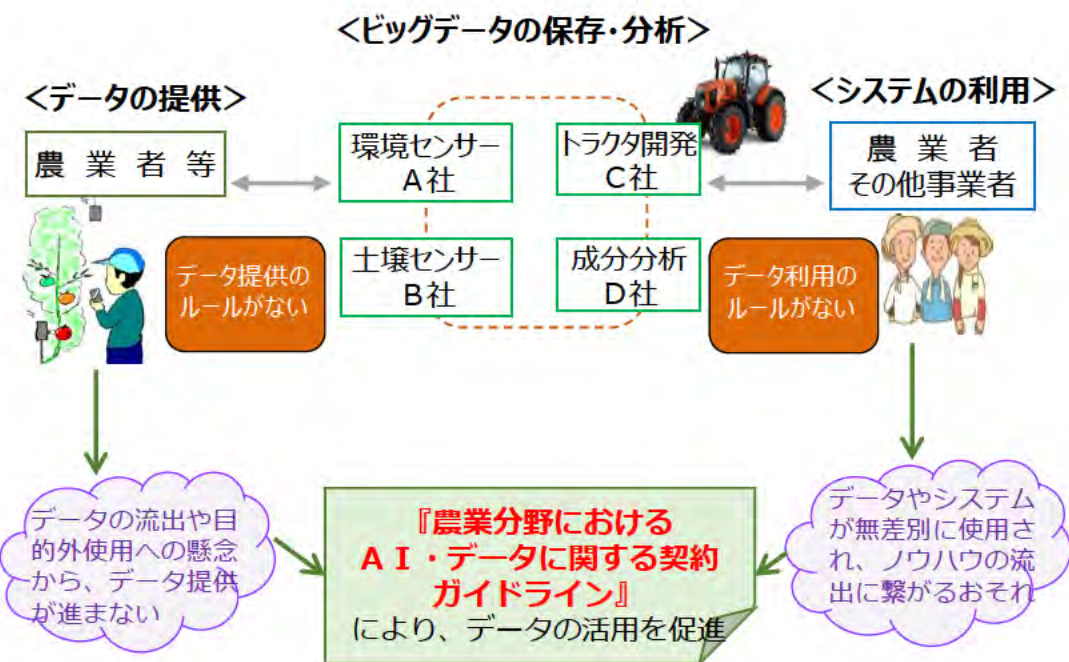 ＜ビッグデータの保存・分析＞
＜データの提供＞
＜システムの利用＞
農 業 者 等
環境センサー
Ａ社
トラクタ開発
Ｃ社
農 業 者
その他事業者
データ提供の
ルールがない
土壌センサー
Ｂ社
成分分析
Ｄ社
データ利用の
ルールがない
データの流出や目
的外使用への懸念
から、データ提供
が進まない
『農業分野における
ＡＩ・データに関する契約
ガイドライン』
により、データの活用を促進
データやシステム
が無差別に使用さ
れ、ノウハウの流
出に繋がるおそれ